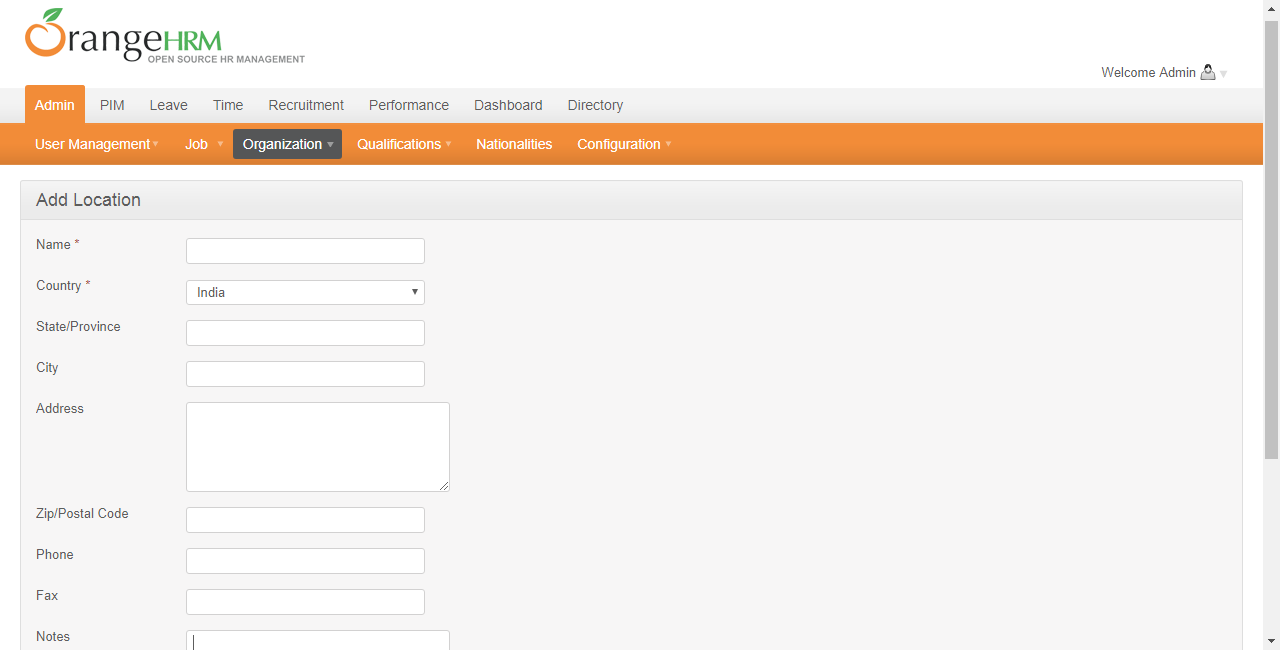 OrangeHRM
OPEN SOURCE HR MANAGEMENT
Welcome Admin
Admin PIM Leave Time Recruitment Performance Dashboard Directory
User Management Job Organization Qualifications Nationalities Configuration
Add Location
Name *
Country * India
State/Province
City
Address
Zip/Postal Code
Phone
Fax
Notes